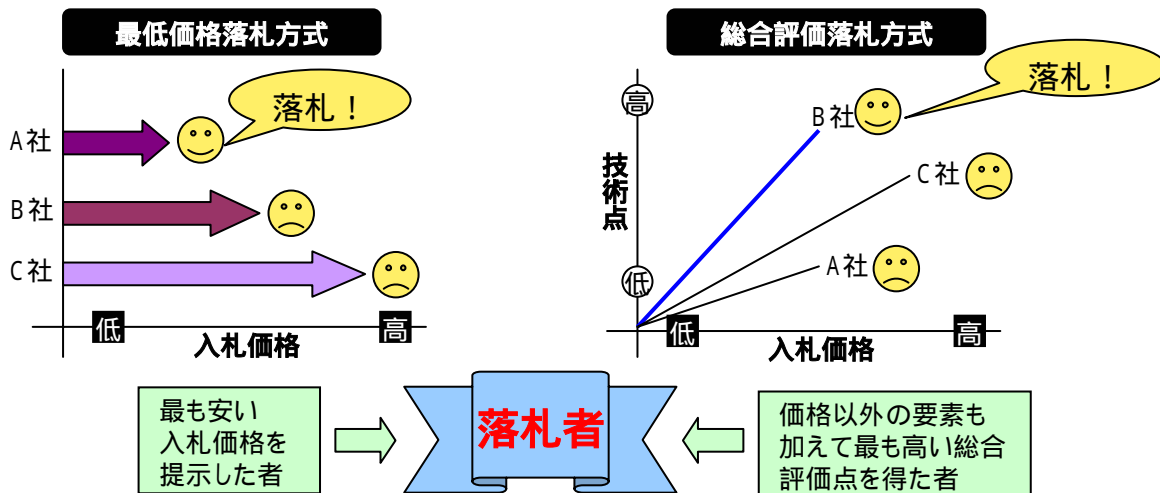 最低価格落札方式
落札！
A社
B社
C社
低
高
入札価格
総合評価落札方式
落札！
高
B社
C社
技術点
低
A社
低
高
入札価格
最も安い
入札価格を
提示した者
落札者
価格以外の要素も
加えて最も高い総合
評価点を得た者